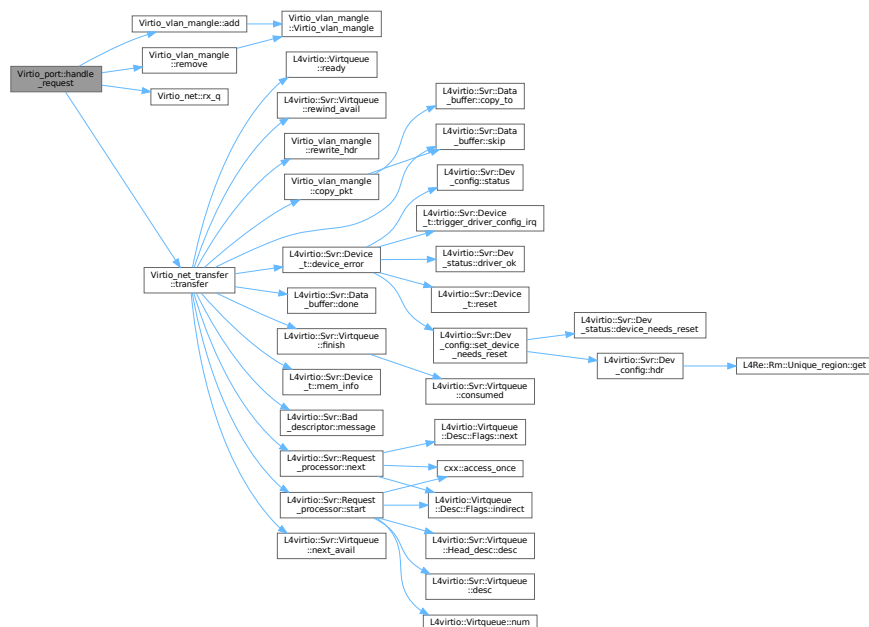 Virtio_port::handle
_request
Virtio_vlan_mangle::add
Virtio_vlan_mangle
::remove
Virtio_net::rx_q
Virtio_net_transfer
::transfer
Virtio_vlan_mangle
::Virtio_vlan_mangle
L4virtio::Virtqueue
::ready
L4virtio::Svr::Virtqueue
::rewind_avail
Virtio_vlan_mangle
::rewrite_hdr
Virtio_vlan_mangle
::copy_pkt
L4virtio::Svr::Device
_t::device_error
L4virtio::Svr::Data
_buffer::done
L4virtio::Svr::Virtqueue
::finish
L4virtio::Svr::Device
_t::mem_info
L4virtio::Svr::Bad
_descriptor::message
L4virtio::Svr::Request
_processor::next
L4virtio::Svr::Request
_processor::start
L4virtio::Svr::Virtqueue
::next_avail
L4virtio::Svr::Data
_buffer::copy_to
L4virtio::Svr::Data
_buffer::skip
L4virtio::Svr::Dev
_config::status
L4virtio::Svr::Device
_t::trigger_driver_config_irq
L4virtio::Svr::Dev
_status::driver_ok
L4virtio::Svr::Device
_t::reset
L4virtio::Svr::Dev
_config::set_device
_needs_reset
L4virtio::Svr::Virtqueue
::consumed
L4virtio::Virtqueue
::Desc::Flags::next
cxx::access_once
L4virtio::Virtqueue
::Desc::Flags::indirect
L4virtio::Svr::Virtqueue
::Head_desc::desc
L4virtio::Svr::Virtqueue
::desc
L4virtio::Virtqueue::num
L4virtio::Svr::Dev
_status::device_needs_reset
L4virtio::Svr::Dev
_config::hdr
L4Re::Rm::Unique_region::get